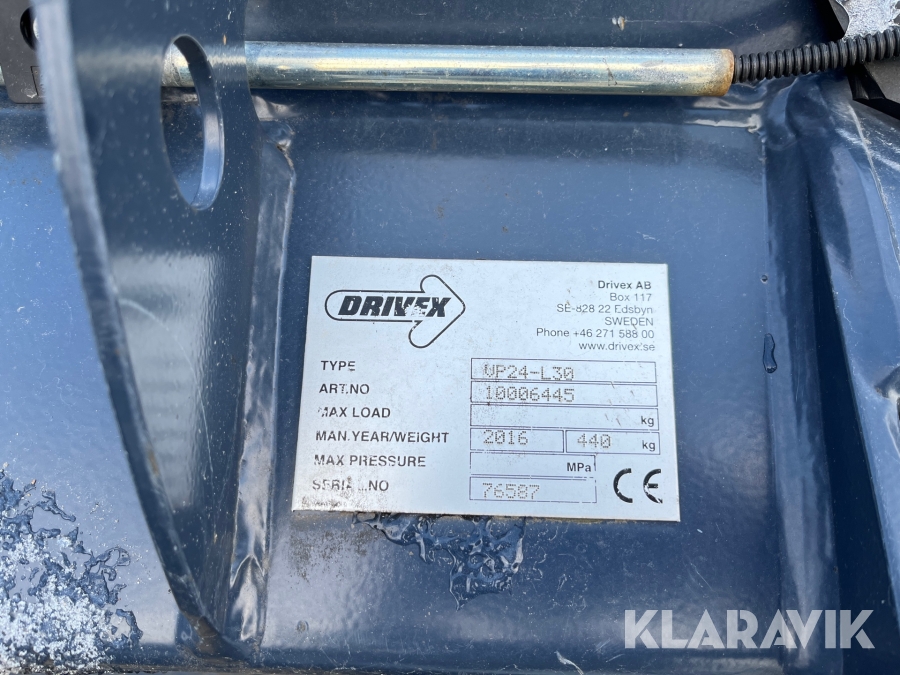 DRIVEX
Drivex AB
Box 117
SE-828 22 Edsbyn
SWEDEN
Phone +46 271 588 00
www.drivex.se
TYPE VP24-L30
ART.NO 10006445
MAX LOAD kg
MAN.YEAR/WEIGHT 2016 440 kg
MAX PRESSURE MPa
SERIAL.NO 76587
CE
KLARAVIK